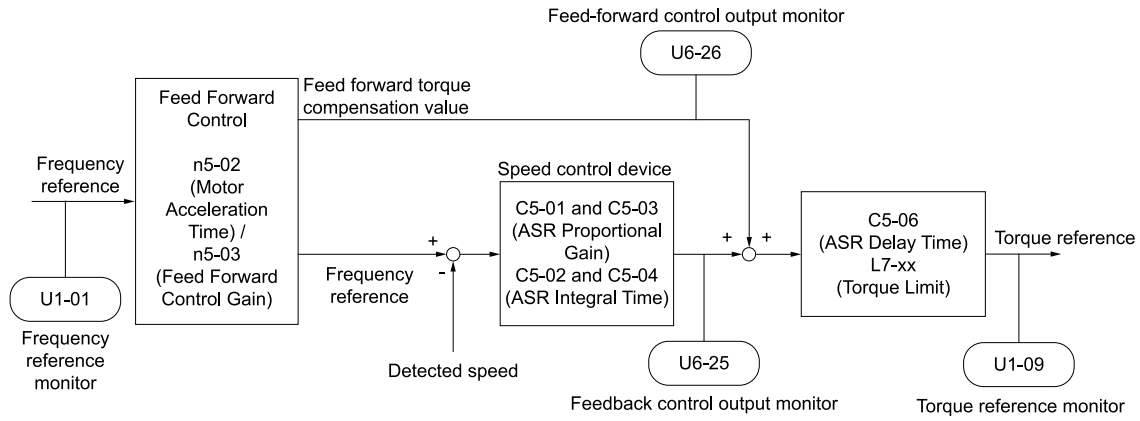 Feed-forward control output monitor
U6-26
Feed forward torque
compensation value
Feed Forward
Control
n5-02
(Motor
Acceleration
Time) /
n5-03
(Feed Forward
Control Gain)
Frequency
reference
U1-01
Frequency
reference
monitor
Frequency
reference
+
-
Detected speed
Speed control device
C5-01 and C5-03
(ASR Proportional
Gain)
C5-02 and C5-04
(ASR Integral Time)
U6-25
Feedback control output monitor
+
+
+
C5-06
(ASR Delay Time)
L7-xx
(Torque Limit)
Torque reference
U1-09
Torque reference monitor